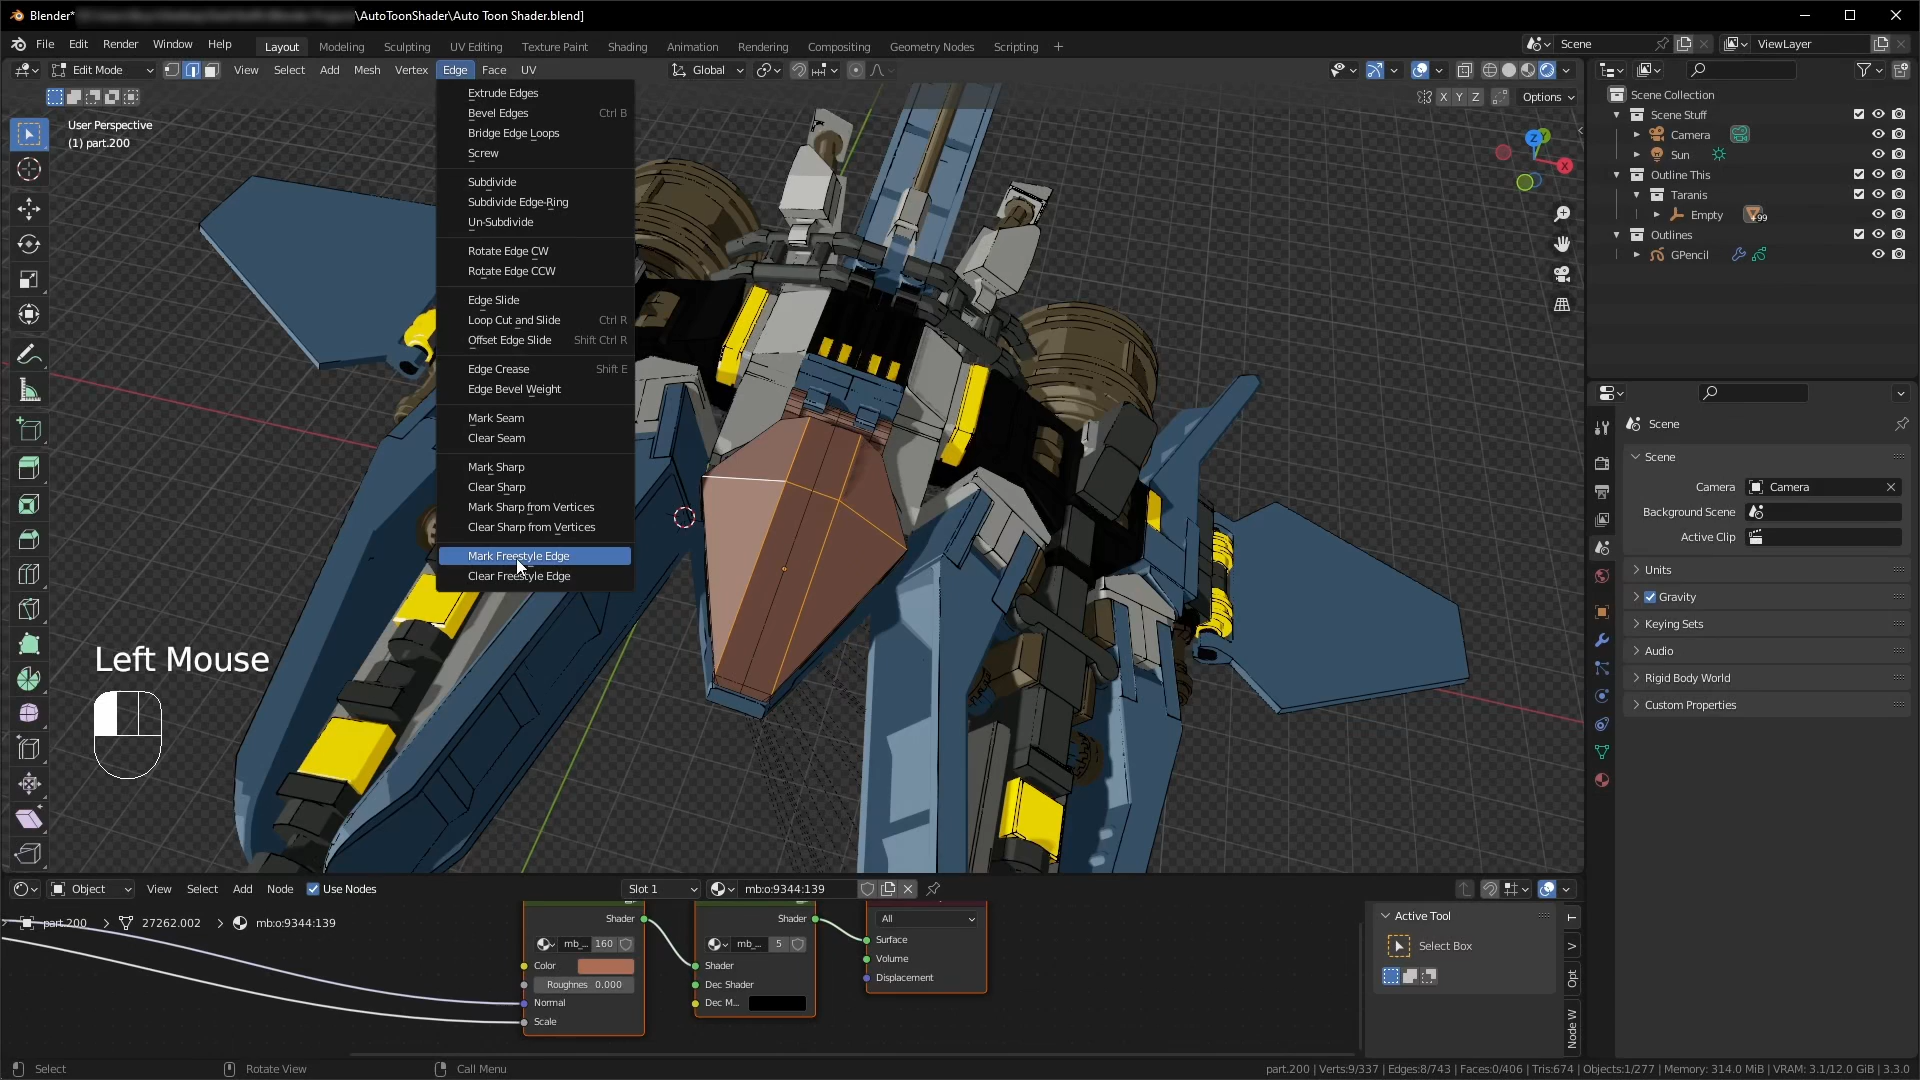 Blender* \AutoToonShader\Auto Toon Shader.blend]
File Edit Render Window Help Layout Modeling Sculpting UV Editing Texture Paint Shading Animation Rendering Compositing Geometry Nodes Scripting + Scene ViewLayer
Edit Mode View Select Add Mesh Vertex Edge Face UV Global
X Y Z Options
User Perspective
(1) part.200
Extrude Edges
Bevel Edges Ctrl B
Bridge Edge Loops
Screw
Subdivide
Subdivide Edge-Ring
Un-Subdivide
Rotate Edge CW
Rotate Edge CCW
Edge Slide
Loop Cut and Slide Ctrl R
Offset Edge Slide Shift Ctrl R
Edge Crease Shift E
Edge Bevel Weight
Mark Seam
Clear Seam
Mark Sharp
Clear Sharp
Mark Sharp from Vertices
Clear Sharp from Vertices
Mark Freestyle Edge
Clear Freestyle Edge
Z Y
X
Left Mouse
Scene Collection
Scene Stuff
Camera
Sun
Outline This
Taranis
Empty +99
Outlines
GPencil
Scene
Scene
Camera Camera
Background Scene
Active Clip
Units
Gravity
Keying Sets
Audio
Rigid Body World
Custom Properties
Object View Select Add Node Use Nodes Slot 1 mb:o:9344:139
part.200 > 27262.002 > mb:o:9344:139
Shader
mb_... 160
Color
Roughnes 0.000
Normal
Scale
Shader
mb_... 5
Shader
Dec Shader
Dec M...
All
Surface
Volume
Displacement
Active Tool
Select Box
T
V
Opt
Node W
Select Rotate View Call Menu part.200 | Verts:9/337 | Edges:8/743 | Faces:0/406 | Tris:674 | Objects:1/277 | Memory: 314.0 MiB | VRAM: 3.1/12.0 GiB | 3.3.0